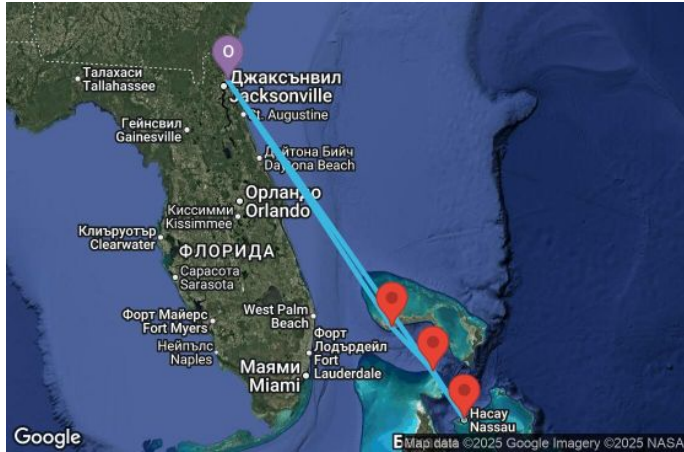 O
Талахаси
Tallahassee
Джаксънвил
Jacksonville
St. Augustine
Гейнсвил
Gainesville
Дейтона Бийч
Daytona Beach
Орландо
Orlando
Киссимми
Kissimmee
Клиъруотър
Clearwater
ФЛОРИДА
Сарасота
Sarasota
West Palm
Beach
Форт Майерс
Fort Myers
Форт
Лодърдейл
Fort
Lauderdale
Нейпълс
Naples
Маями
Miami
Насау
Nassau
Google
Map data ©2025 Google Imagery ©2025 NASA